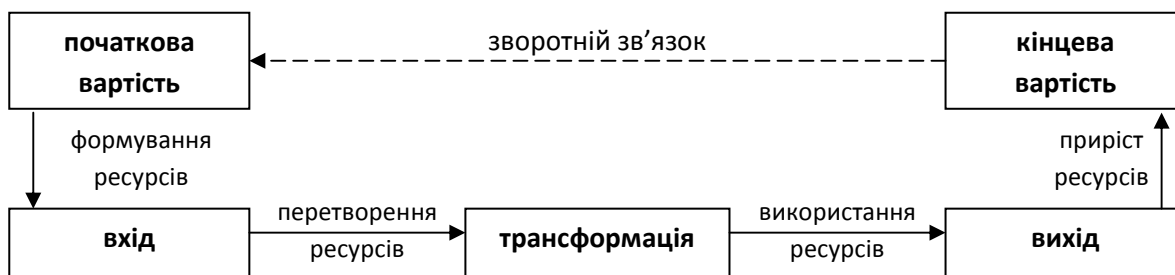 початкова
вартість
зворотній зв’язок
кінцева
вартість
формування
ресурсів
приріст
ресурсів
вхід
перетворення
ресурсів
трансформація
використання
ресурсів
вихід